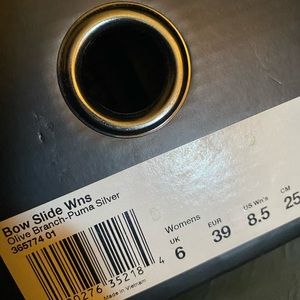 Bow Slide Wns
Olive Branch-Puma Silver
365774 01
Womens
UK
6
EUR
39
US Wn's
8.5
CM
25
Made in Vietnam
4